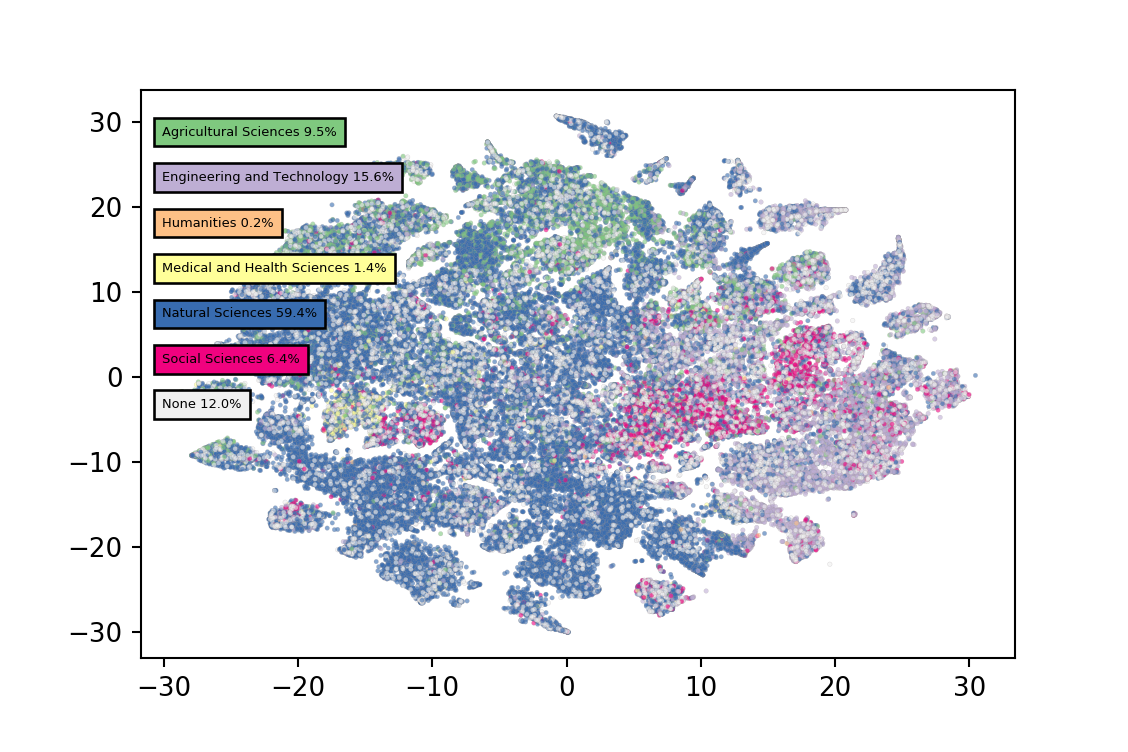 30
20
10
0
−10
−20
−30
Agricultural Sciences 9.5%
Engineering and Technology 15.6%
Humanities 0.2%
Medical and Health Sciences 1.4%
Natural Sciences 59.4%
Social Sciences 6.4%
None 12.0%
−30 −20 −10 0 10 20 30